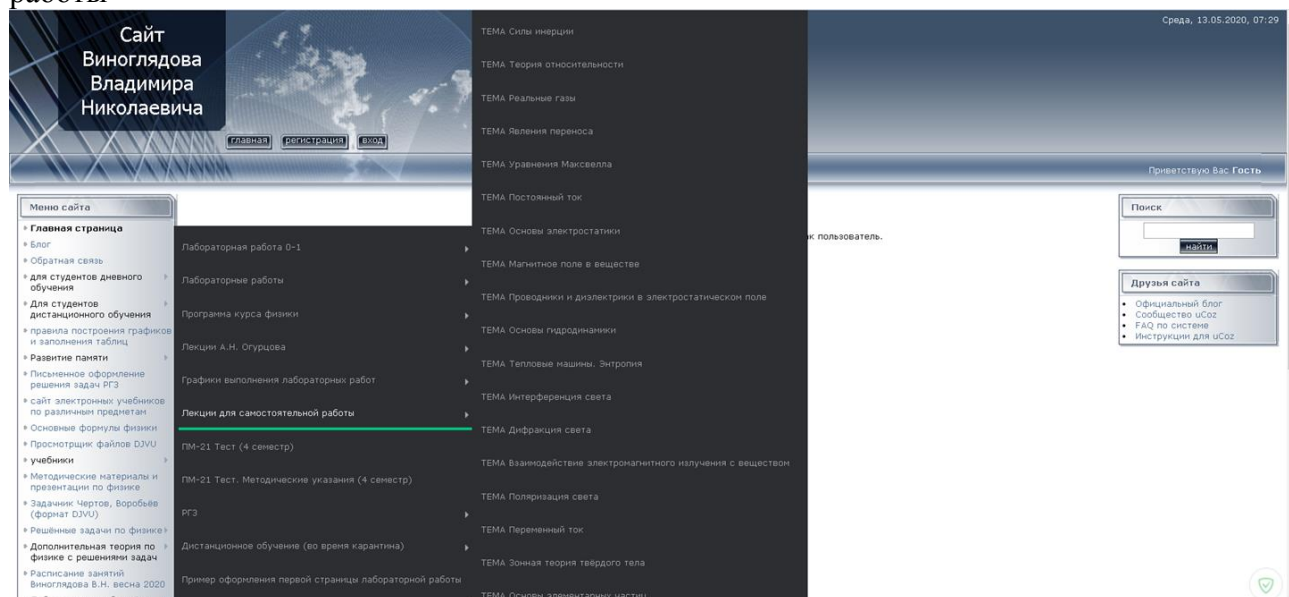 работы
Сайт
Виноглядова
Владимира
Николаевича
главная регистрация вход
Среда, 13.05.2020, 07:29
Приветствую Вас Гость
Меню сайта
Главная страница
Блог
Обратная связь
для студентов дневного
обучения
Для студентов
дистанционного обучения
правила построения графиков
и заполнения таблиц
Развитие памяти
Письменное оформление
решения задач РГЗ
сайт электронных учебников
по различным предметам
Основные формулы физики
Просмотрщик файлов DJVU
учебники
Методические материалы и
презентации по физике
Задачник Чертов, Воробьёв
(формат DJVU)
Решённые задачи по физике
Дополнительная теория по
физике с решениями задач
Расписание занятий
Виноглядова В.Н. весна 2020
Лабораторная работа 0-1
Лабораторные работы
Программа курса физики
Лекции А.Н. Огурцова
Графики выполнения лабораторных работ
Лекции для самостоятельной работы
ПМ-21 Тест (4 семестр)
ПМ-21 Тест. Методические указания (4 семестр)
РГЗ
Дистанционное обучение (во время карантина)
Пример оформления первой страницы лабораторной работы
ТЕМА Силы инерции
ТЕМА Теория относительности
ТЕМА Реальные газы
ТЕМА Явления переноса
ТЕМА Уравнения Максвелла
ТЕМА Постоянный ток
ТЕМА Основы электростатики
ТЕМА Магнитное поле в веществе
ТЕМА Проводники и диэлектрики в электростатическом поле
ТЕМА Основы гидродинамики
ТЕМА Тепловые машины. Энтропия
ТЕМА Интерференция света
ТЕМА Дифракция света
ТЕМА Взаимодействие электромагнитного излучения с веществом
ТЕМА Поляризация света
ТЕМА Переменный ток
ТЕМА Зонная теория твёрдого тела
ТЕМА Основы элементарных частиц
к пользователь.
Поиск
найти
Друзья сайта
Официальный блог
Сообщество uCoz
FAQ по системе
Инструкции для uCoz